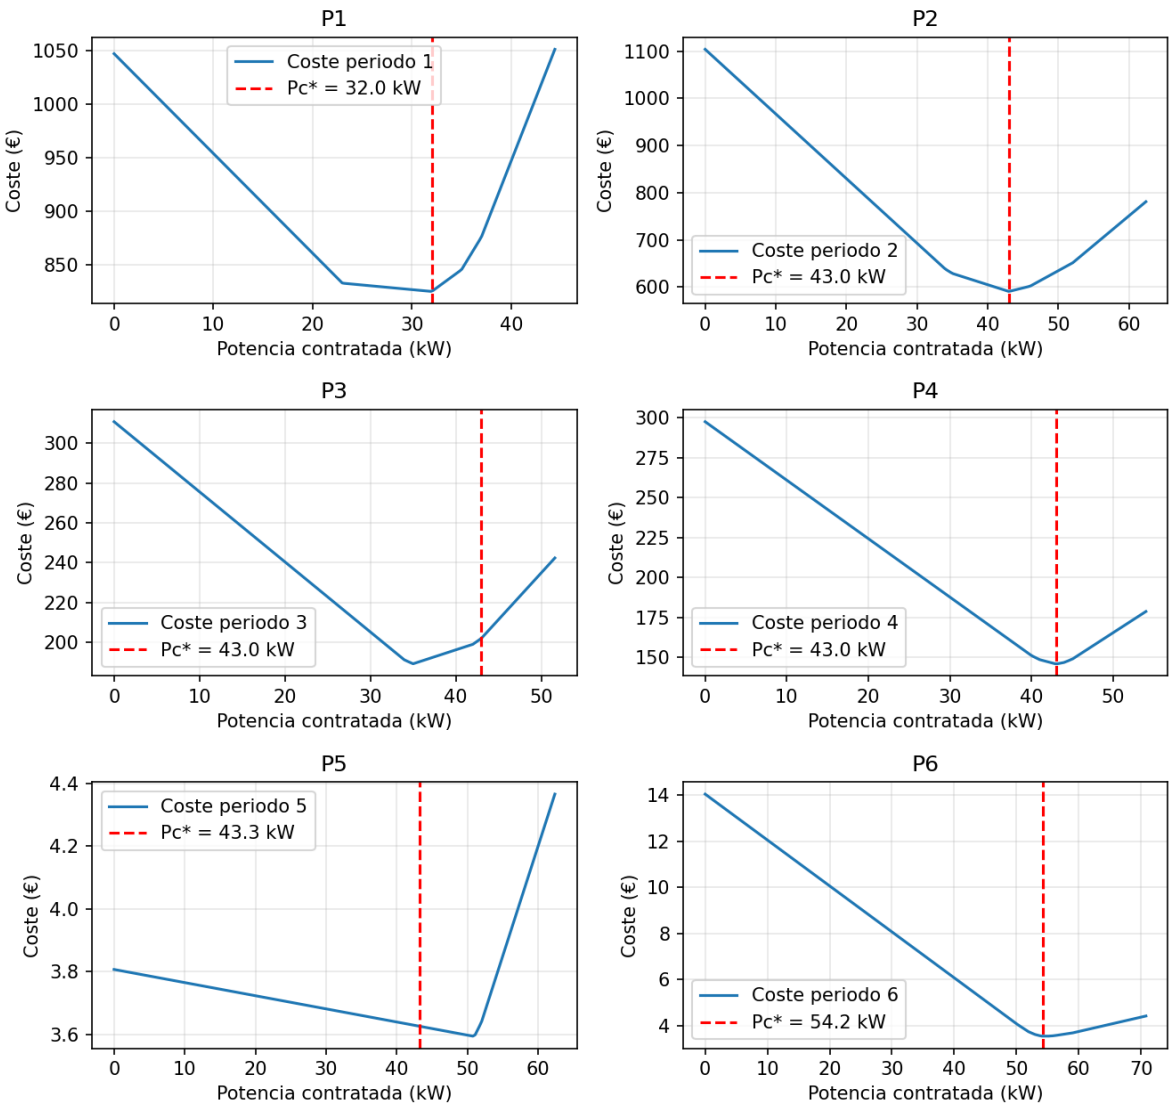 P1
Coste (€)
1050
1000
950
900
850
Coste periodo 1
Pc* = 32.0 kW
0 10 20 30 40
Potencia contratada (kW)
P2
Coste (€)
1100
1000
900
800
700
600
Coste periodo 2
Pc* = 43.0 kW
0 10 20 30 40 50 60
Potencia contratada (kW)
P3
Coste (€)
300
280
260
240
220
200
Coste periodo 3
Pc* = 43.0 kW
0 10 20 30 40 50
Potencia contratada (kW)
P4
Coste (€)
300
275
250
225
200
175
150
Coste periodo 4
Pc* = 43.0 kW
0 10 20 30 40 50
Potencia contratada (kW)
P5
Coste (€)
4.4
4.2
4.0
3.8
3.6
Coste periodo 5
Pc* = 43.3 kW
0 10 20 30 40 50 60
Potencia contratada (kW)
P6
Coste (€)
14
12
10
8
6
4
Coste periodo 6
Pc* = 54.2 kW
0 10 20 30 40 50 60 70
Potencia contratada (kW)